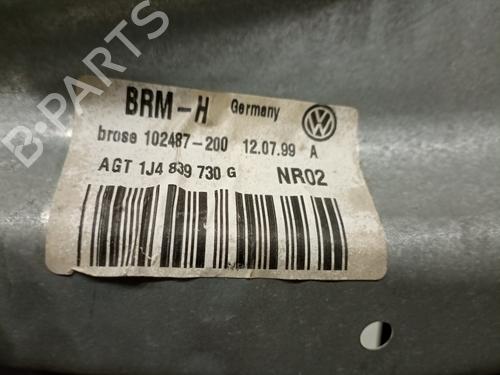 BRM-H Germany
brose 102487-200 12.07.99 A
AGT 1J4 839 730 G NR02
B-PARTS